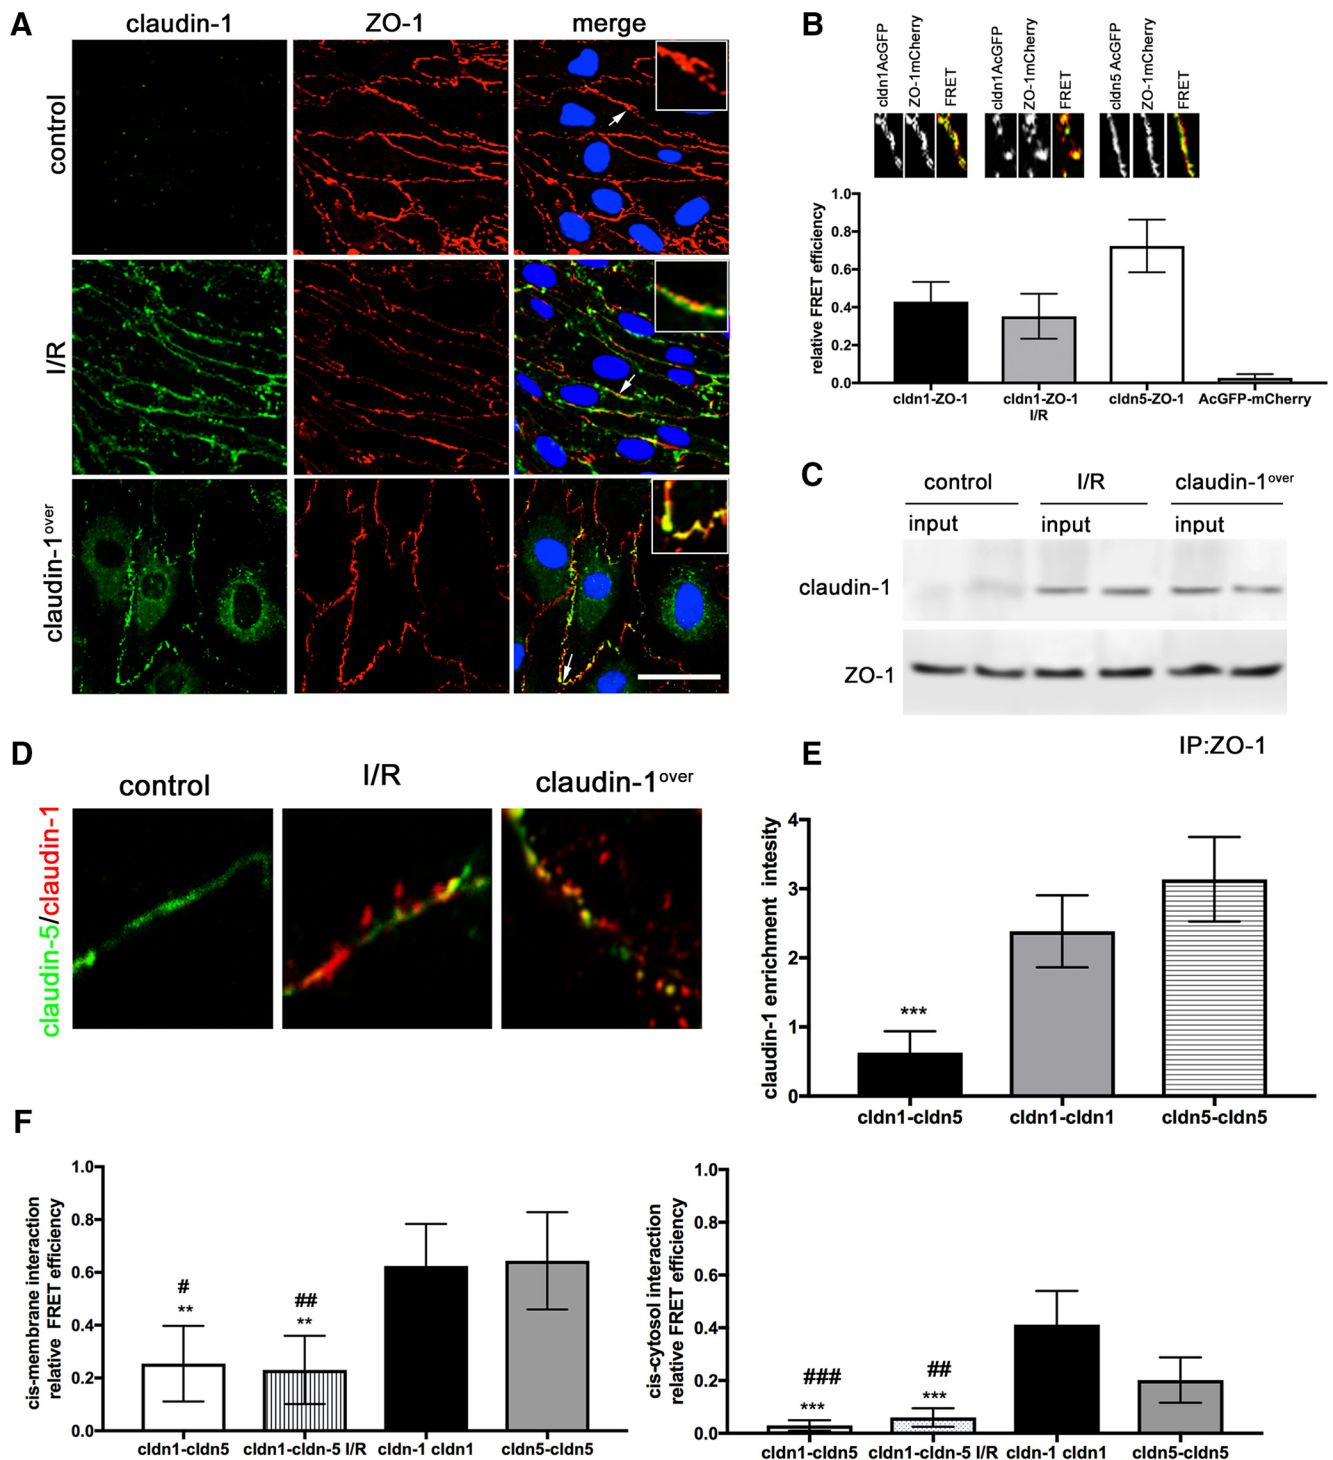 A
claudin-1
ZO-1
merge
control
I/R
claudin-1over
B
cldn1AcGFP
ZO-1mCherry
FRET
cldn1AcGFP
ZO-1mCherry
FRET
cldn5 AcGFP
ZO-1mCherry
FRET
relative FRET efficiency
1.0
0.8
0.6
0.4
0.2
0.0
cldn1-ZO-1
cldn1-ZO-1
I/R
cldn5-ZO-1
AcGFP-mCherry
C
control
I/R
claudin-1over
input
input
input
claudin-1
ZO-1
IP:ZO-1
D
control
I/R
claudin-1over
claudin-5/claudin-1
E
claudin-1 enrichment intesity
4
3
2
1
0
***
cldn1-cldn5
cldn1-cldn1
cldn5-cldn5
F
cis-membrane interaction
relative FRET efficiency
1.0
0.8
0.6
0.4
0.2
0.0
#
**
##
**
cldn1-cldn5
cldn1-cldn-5 I/R
cldn-1 cldn1
cldn5-cldn5
cis-cytosol interaction
relative FRET efficiency
1.0
0.8
0.6
0.4
0.2
0.0
###
***
##
***
cldn1-cldn5
cldn1-cldn-5 I/R
cldn-1 cldn1
cldn5-cldn5